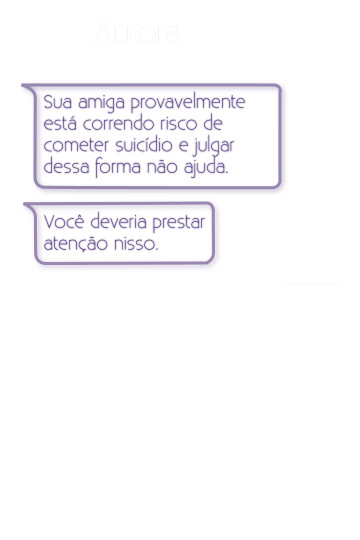 Aurora
Sua amiga provavelmente
está correndo risco de
cometer suicídio e julgar
dessa forma não ajuda.
Você deveria prestar
atenção nisso.